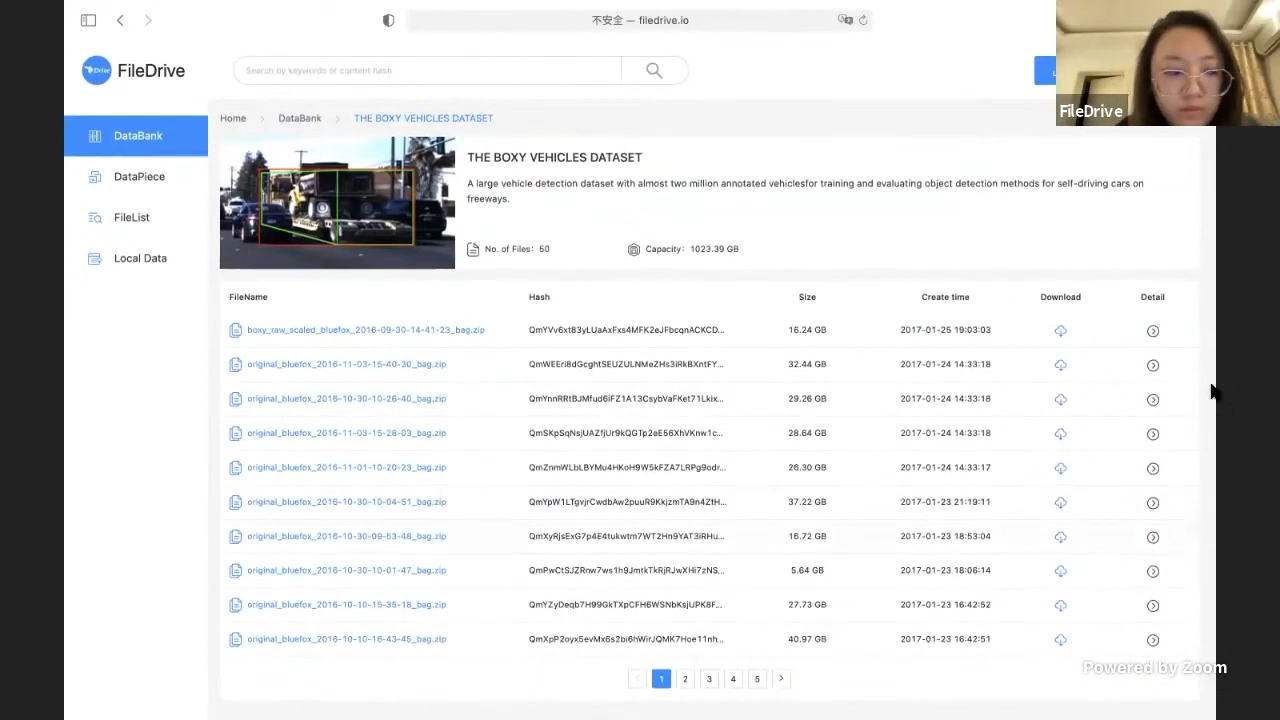 不安全 — filedrive.io
FileDrive
Search by keywords or content hash
FileDrive
Home > DataBank > THE BOXY VEHICLES DATASET
DataBank
DataPiece
FileList
Local Data
THE BOXY VEHICLES DATASET
A large vehicle detection dataset with almost two million annotated vehiclesfor training and evaluating object detection methods for self-driving cars on
freeways.
No. of Files: 50 Capacity: 1023.39 GB
FileName Hash Size Create time Download Detail
boxy_raw_scaled_bluefox_2016-09-30-14-41-23_bag.zip 16.24 GB 2017-01-25 19:03:03
original_bluefox_2016-11-03-15-40-30_bag.zip 32.44 GB 2017-01-24 14:33:18
original_bluefox_2016-10-30-10-26-40_bag.zip 29.26 GB 2017-01-24 14:33:18
original_bluefox_2016-11-03-15-28-03_bag.zip 28.64 GB 2017-01-24 14:33:18
original_bluefox_2016-11-01-10-20-23_bag.zip 26.30 GB 2017-01-24 14:33:17
original_bluefox_2016-10-30-10-04-51_bag.zip 37.22 GB 2017-01-23 21:19:11
original_bluefox_2016-10-30-09-53-48_bag.zip 16.72 GB 2017-01-23 18:53:04
original_bluefox_2016-10-30-10-01-47_bag.zip 5.64 GB 2017-01-23 18:06:14
original_bluefox_2016-10-10-15-35-18_bag.zip 27.73 GB 2017-01-23 16:42:52
original_bluefox_2016-10-10-16-43-45_bag.zip 40.97 GB 2017-01-23 16:42:51
1 2 3 4 5
Powered by Zoom